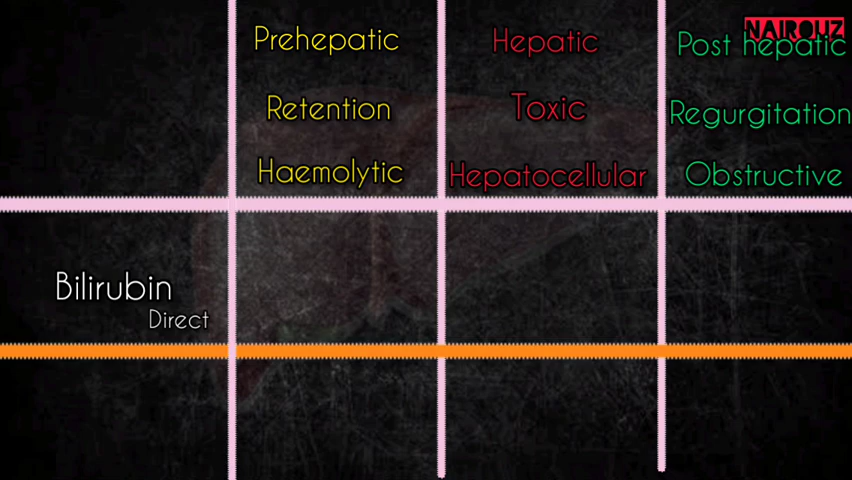 NAIROUZ
Prehepatic Hepatic Post hepatic
Retention Toxic Regurgitation
Haemolytic Hepatocellular Obstructive
Bilirubin
Direct